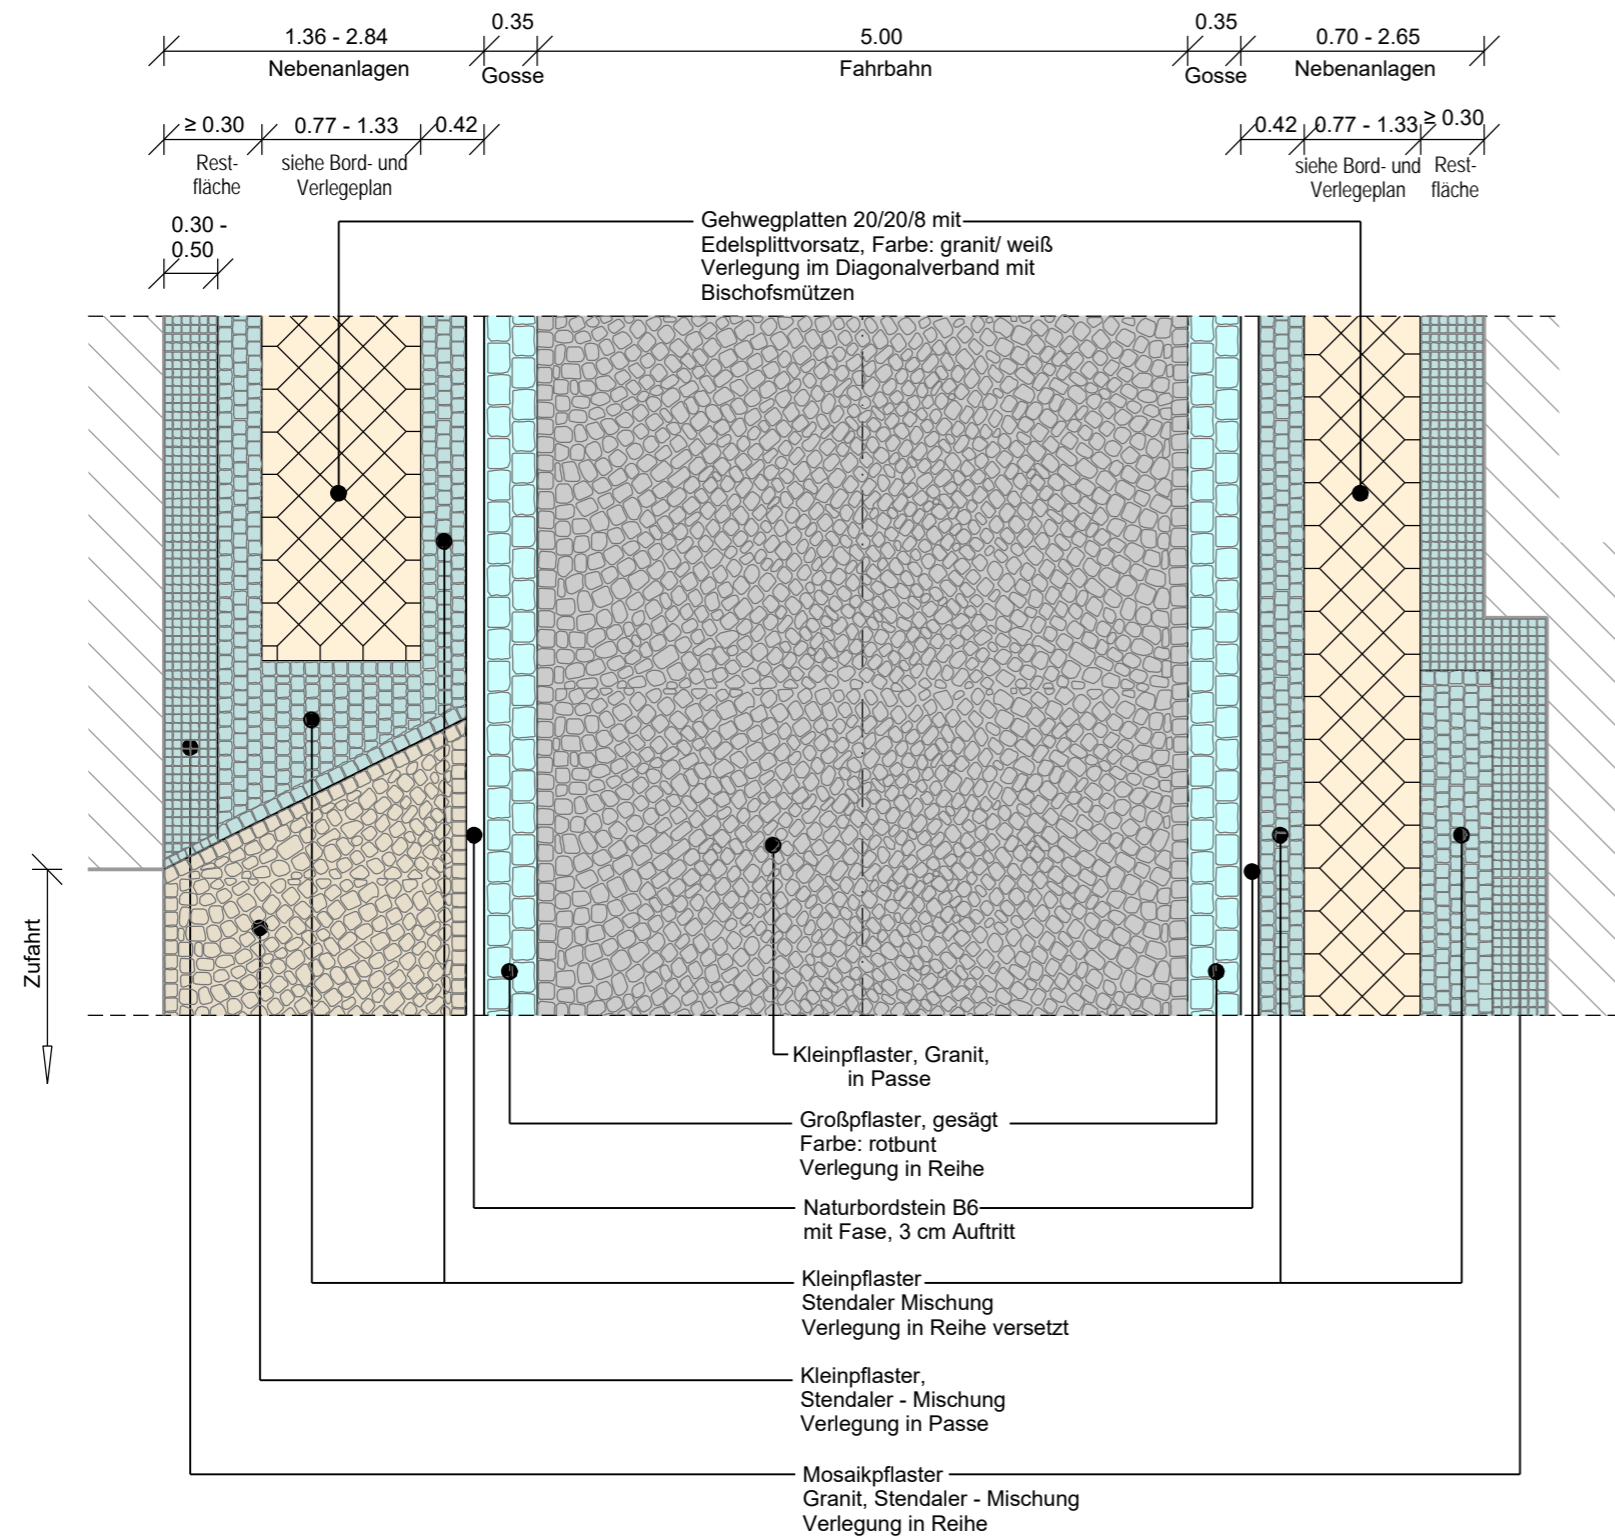 0.35
0.35
1.36 - 2.84
5.00
0.70 - 2.65
Nebenanlagen
Gosse
Fahrbahn
Gosse
Nebenanlagen
≥ 0.30
0.77 - 1.33
0.42
0.42
0.77 - 1.33
≥ 0.30
Rest-
fläche
siehe Bord- und
Verlegeplan
siehe Bord- und
Verlegeplan
Rest-
fläche
0.30 -
0.50
Gehwegplatten 20/20/8 mit
Edelsplittvorsatz, Farbe: granit/ weiß
Verlegung im Diagonalverband mit
Bischofsmützen
Zufahrt
Kleinpflaster, Granit,
in Passe
Großpflaster, gesägt
Farbe: rotbunt
Verlegung in Reihe
Naturbordstein B6
mit Fase, 3 cm Auftritt
Kleinpflaster
Stendaler Mischung
Verlegung in Reihe versetzt
Kleinpflaster,
Stendaler - Mischung
Verlegung in Passe
Mosaikpflaster
Granit, Stendaler - Mischung
Verlegung in Reihe